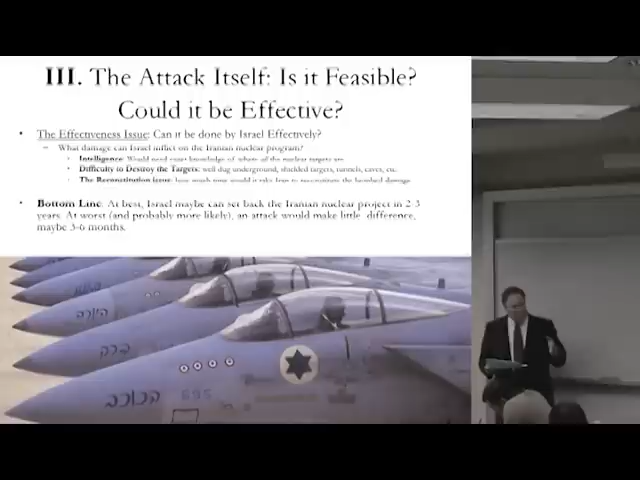 III. The Attack Itself: Is it Feasible?
Could it be Effective?
• The Effectiveness Issue: Can it be done by Israel Effectively?
– What damage can Israel inflict on the Iranian nuclear program?
• Intelligence: Would need exact knowledge of where all the nuclear targets are
• Difficulty to Destroy the Targets: well dug underground, shielded targets, tunnels, caves, etc.
• The Reconstitution issue: how much time would it take Iran to reconstitute the bombed damage
• Bottom Line: At best, Israel maybe can set back the Iranian nuclear project in 2-3
years. At worst (and probably more likely), an attack would make little difference,
maybe 3-6 months.
הקורה
ברק
הכוכב
695